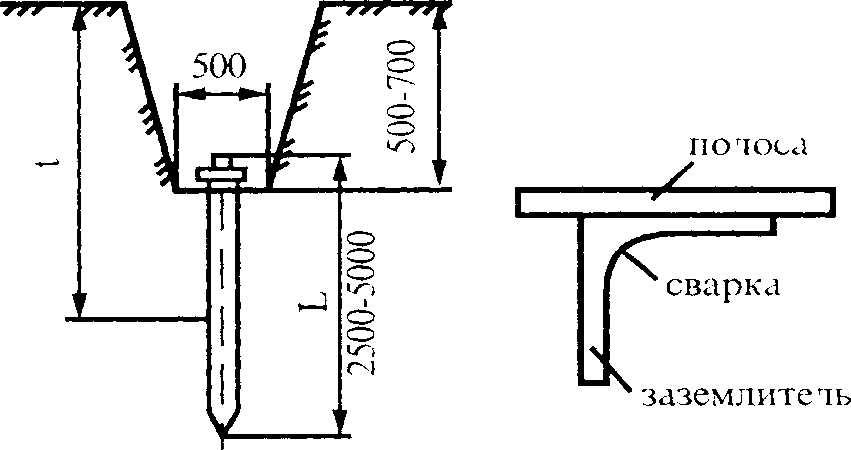 500
500-700
t
L
2500-5000
полоса
сварка
заземлитель